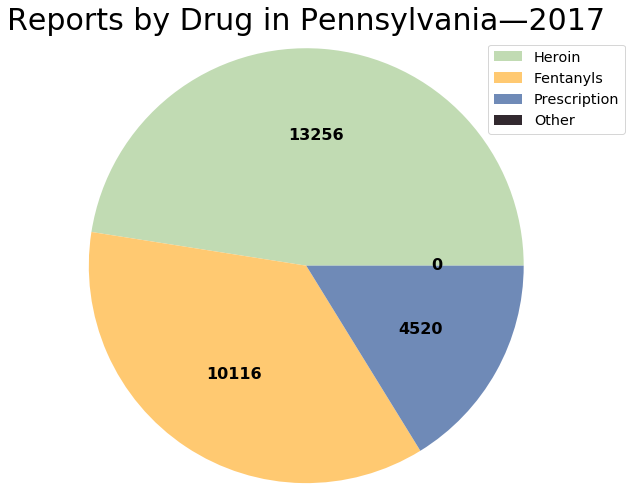 Reports by Drug in Pennsylvania—2017
Heroin
Fentanyls
Prescription
Other
13256
0
4520
10116